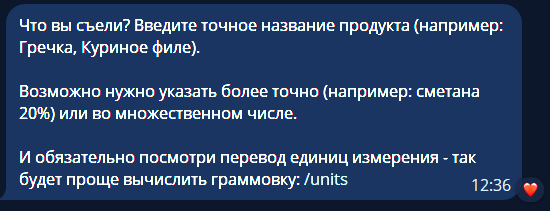 Что вы съели? Введите точное название продукта (например:
Гречка, Куриное филе).
Возможно нужно указать более точно (например: сметана
20%) или во множественном числе.
И обязательно посмотри перевод единиц измерения - так
будет проще вычислить граммовку: /units
12:36